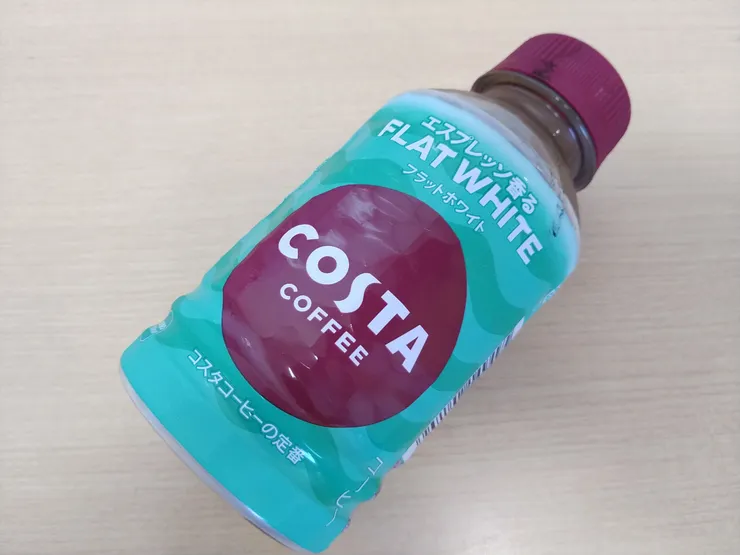 エスプレッソ香る
FLAT WHITE
フラットホワイト
COSTA
COFFEE
コスタコーヒーの定番